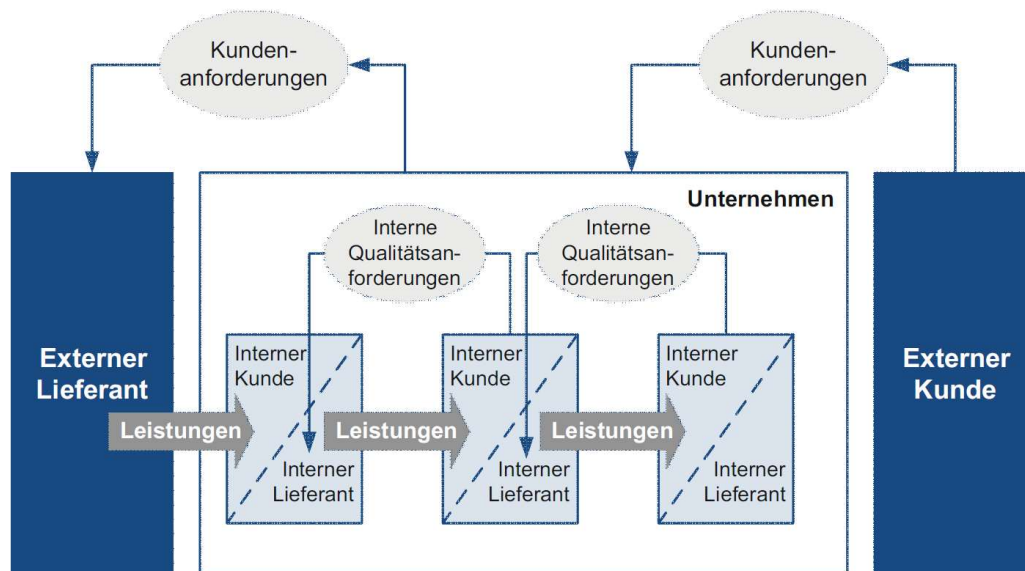 Kunden-
anforderungen
Kunden-
anforderungen
Unternehmen
Interne
Qualitätsan-
forderungen
Interne
Qualitätsan-
forderungen
Externer
Lieferant
Interner
Kunde
Interner
Kunde
Interner
Kunde
Externer
Kunde
Leistungen
Leistungen
Leistungen
Interner
Lieferant
Interner
Lieferant
Interner
Lieferant